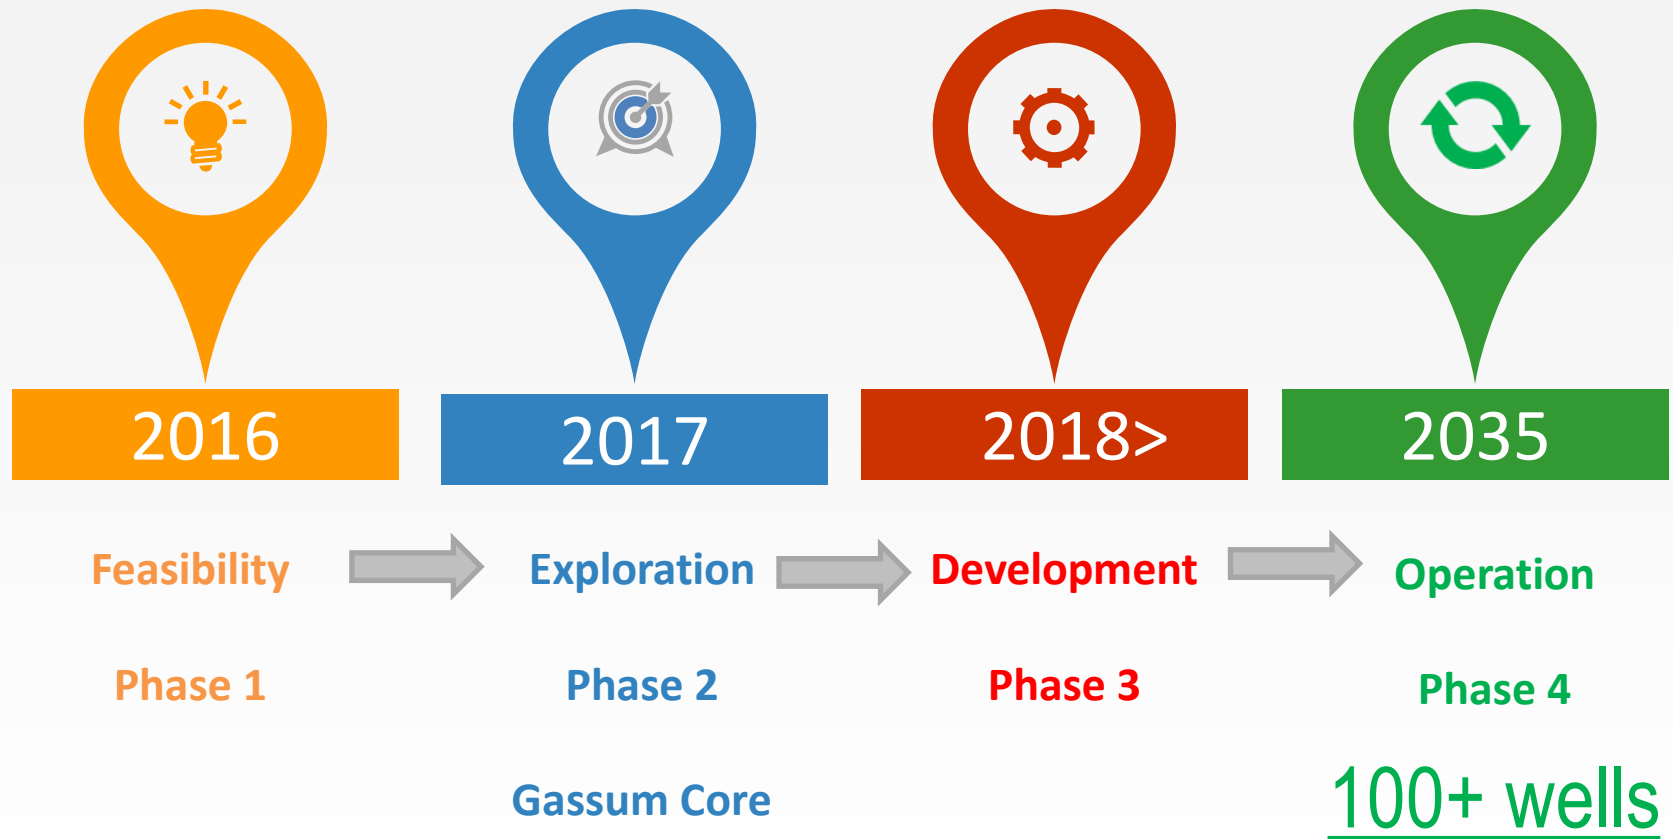 2016
2017
2018>
2035
Feasibility
Exploration
Development
Operation
Phase 1
Phase 2
Phase 3
Phase 4
Gassum Core
100+ wells